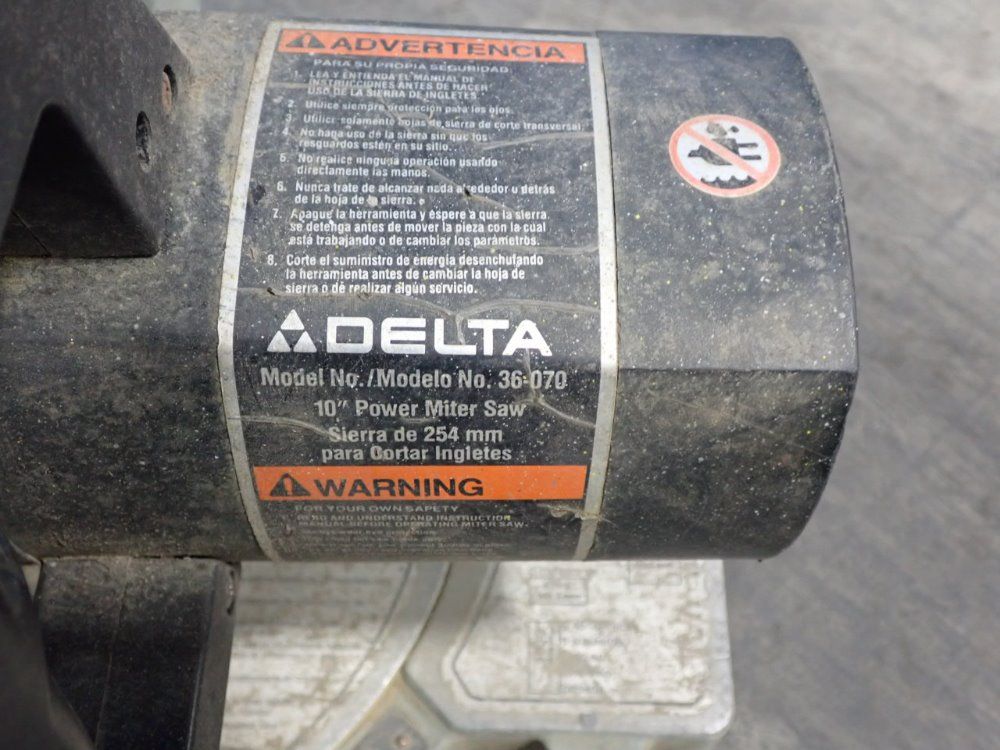 ADVERTENCIA
PARA SU PROPIA SEGURIDAD
1. LEA Y ENTIENDA EL MANUAL DE
INSTRUCCIONES ANTES DE HACER
USO DE LA SIERRA DE INGLETES.
2. Utilice siempre protección para los ojos.
3. Utilice solamente hojas de sierra de corte transversal.
4. No haga uso de la sierra sin que los
resguardos estén en su sitio.
5. No realice ninguna operación usando
directamente las manos.
6. Nunca trate de alcanzar nada alrededor u detrás
de la hoja de la sierra.
7. Apague la herramienta y espere a que la sierra
se detenga antes de mover la pieza con la cual
está trabajando o de cambiar los parámetros.
8. Corte el suministro de energía desenchufando
la herramienta antes de cambiar la hoja de
sierra o de realizar algún servicio.
DELTA
Model No./Modelo No. 36-070
10" Power Miter Saw
Sierra de 254 mm
para Cortar Ingletes
WARNING
FOR YOUR OWN SAFETY
READ AND UNDERSTAND INSTRUCTION
MANUAL BEFORE OPERATING MITER SAW.